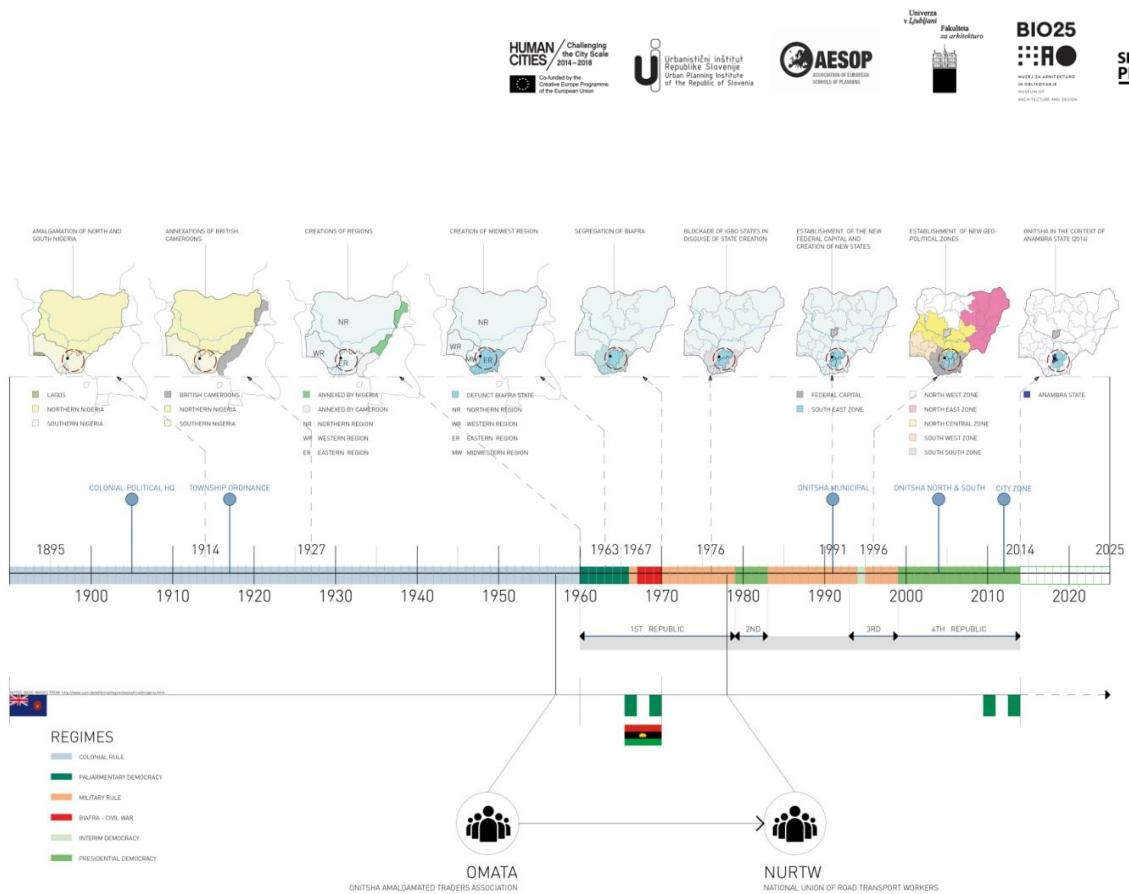 HUMAN CITIES
Challenging the City Scale 2014–2018
Co-funded by the Creative Europe Programme of the European Union
Urbanistični inštitut
Republike Slovenije
Urban Planning Institute
of the Republic of Slovenia
AESOP
ASSOCIATION OF EUROPEAN
SCHOOLS OF PLANNING
Univerza
v Ljubljani
Fakulteta
za arhitekturo
BIO25
MAO
MUZEJ ZA ARHITEKTURO
IN OBLIKOVANJE
MUSEUM OF
ARCHITECTURE AND DESIGN
AMALGAMATION OF NORTH AND
SOUTH NIGERIA
ANNEXATIONS OF BRITISH
CAMEROONS
CREATIONS OF REGIONS
CREATION OF MIDWEST REGION
SEGREGATION OF BIAFRA
BLOCKADE OF IGBO STATES IN
DISGUISE OF STATE CREATION
ESTABLISHMENT OF THE NEW
FEDERAL CAPITAL AND
CREATION OF NEW STATES
ESTABLISHMENT OF NEW GEO-
POLITICAL ZONES
ONITSHA IN THE CONTEXT OF
ANAMBRA STATE (2014)
NR
WR
ER
NR
WR
MW
ER
LAGOS
NORTHERN NIGERIA
SOUTHERN NIGERIA
BRITISH CAMEROONS
NORTHERN NIGERIA
SOUTHERN NIGERIA
ANNEXED BY NIGERIA
ANNEXED BY CAMEROON
NR NORTHERN REGION
WR WESTERN REGION
ER EASTERN REGION
DEFUNCT BIAFRA STATE
NR NORTHERN REGION
WR WESTERN REGION
ER EASTERN REGION
MW MIDWESTERN REGION
FEDERAL CAPITAL
SOUTH EAST ZONE
NORTH WEST ZONE
NORTH EAST ZONE
NORTH CENTRAL ZONE
SOUTH WEST ZONE
SOUTH SOUTH ZONE
ANAMBRA STATE
COLONIAL POLITICAL HQ
TOWNSHIP ORDINANCE
ONITSHA MUNICIPAL
ONITSHA NORTH & SOUTH
CITY ZONE
1895 1914 1927 1963 1967 1976 1991 1996 2014 2025
1900 1910 1920 1930 1940 1950 1960 1970 1980 1990 2000 2010 2020
1ST REPUBLIC
2ND
3RD
4TH REPUBLIC
REGIMES
COLONIAL RULE
PALIARMENTARY DEMOCRACY
MILITARY RULE
BIAFRA - CIVIL WAR
INTERIM DEMOCRACY
PRESIDENTIAL DEMOCRACY
OMATA
ONITSHA AMALGAMATED TRADERS ASSOCIATION
NURTW
NATIONAL UNION OF ROAD TRANSPORT WORKERS